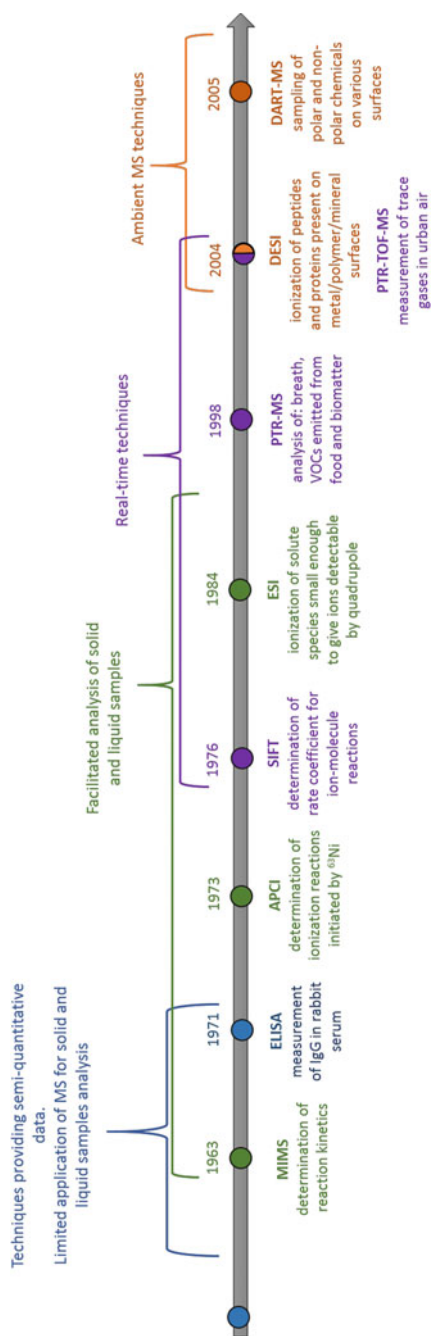 Techniques providing semi-quantitative
data.
Limited application of MS for solid and
liquid samples analysis
Facilitated analysis of solid
and liquid samples
Real-time techniques
Ambient MS techniques
1963
MIMS
determination of
reaction kinetics
1971
ELISA
measurement
of IgG in rabbit
serum
1973
APCI
determination of
ionization reactions
initiated by ⁶³Ni
1976
SIFT
determination of
rate coefficient for
ion-molecule
reactions
1984
ESI
ionization of solute
species small enough
to give ions detectable
by quadrupole
1998
PTR-MS
analysis of: breath,
VOCs emitted from
food and biomatter
2004
DESI
ionization of peptides
and proteins present on
metal/polymer/mineral
surfaces
PTR-TOF-MS
measurement of trace
gases in urban air
2005
DART-MS
sampling of
polar and non-
polar chemicals
on various
surfaces